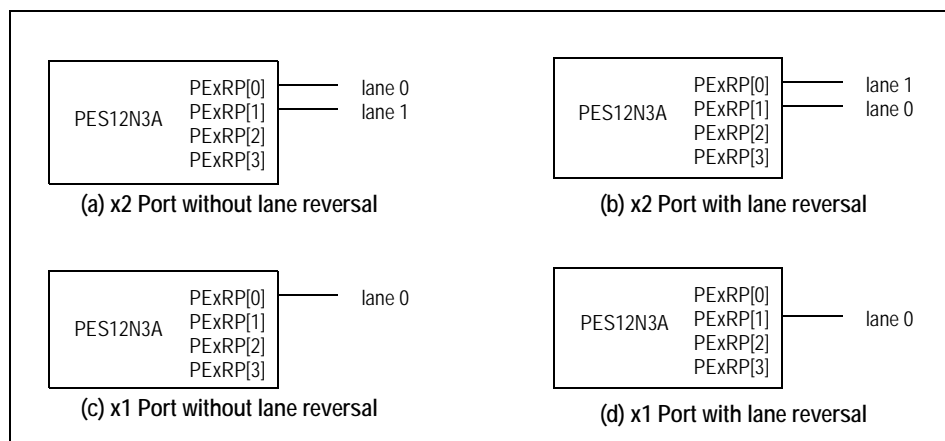 PES12N3A
PExRP[0] lane 0
PExRP[1] lane 1
PExRP[2]
PExRP[3]
(a) x2 Port without lane reversal
PES12N3A
PExRP[0] lane 1
PExRP[1] lane 0
PExRP[2]
PExRP[3]
(b) x2 Port with lane reversal
PES12N3A
PExRP[0] lane 0
PExRP[1]
PExRP[2]
PExRP[3]
(c) x1 Port without lane reversal
PES12N3A
PExRP[0]
PExRP[1] lane 0
PExRP[2]
PExRP[3]
(d) x1 Port with lane reversal